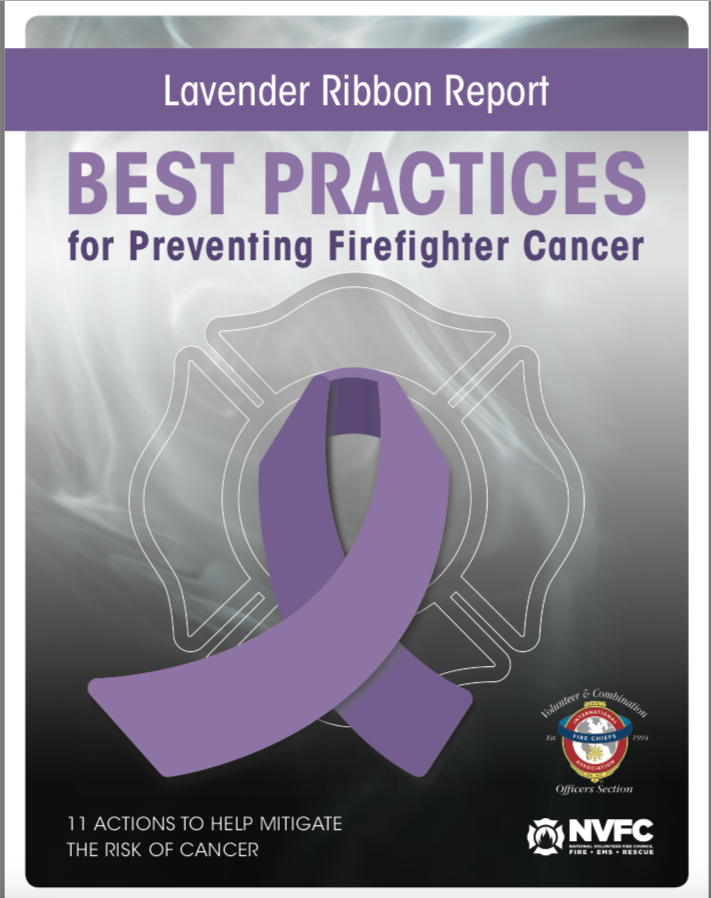 Lavender Ribbon Report
BEST PRACTICES
for Preventing Firefighter Cancer
Volunteer & Combination
INTERNATIONAL
Est.
FIRE CHIEFS
1994
ASSOCIATION
Officers Section
11 ACTIONS TO HELP MITIGATE
THE RISK OF CANCER
NVFC
NATIONAL VOLUNTEER FIRE COUNCIL
FIRE • EMS • RESCUE